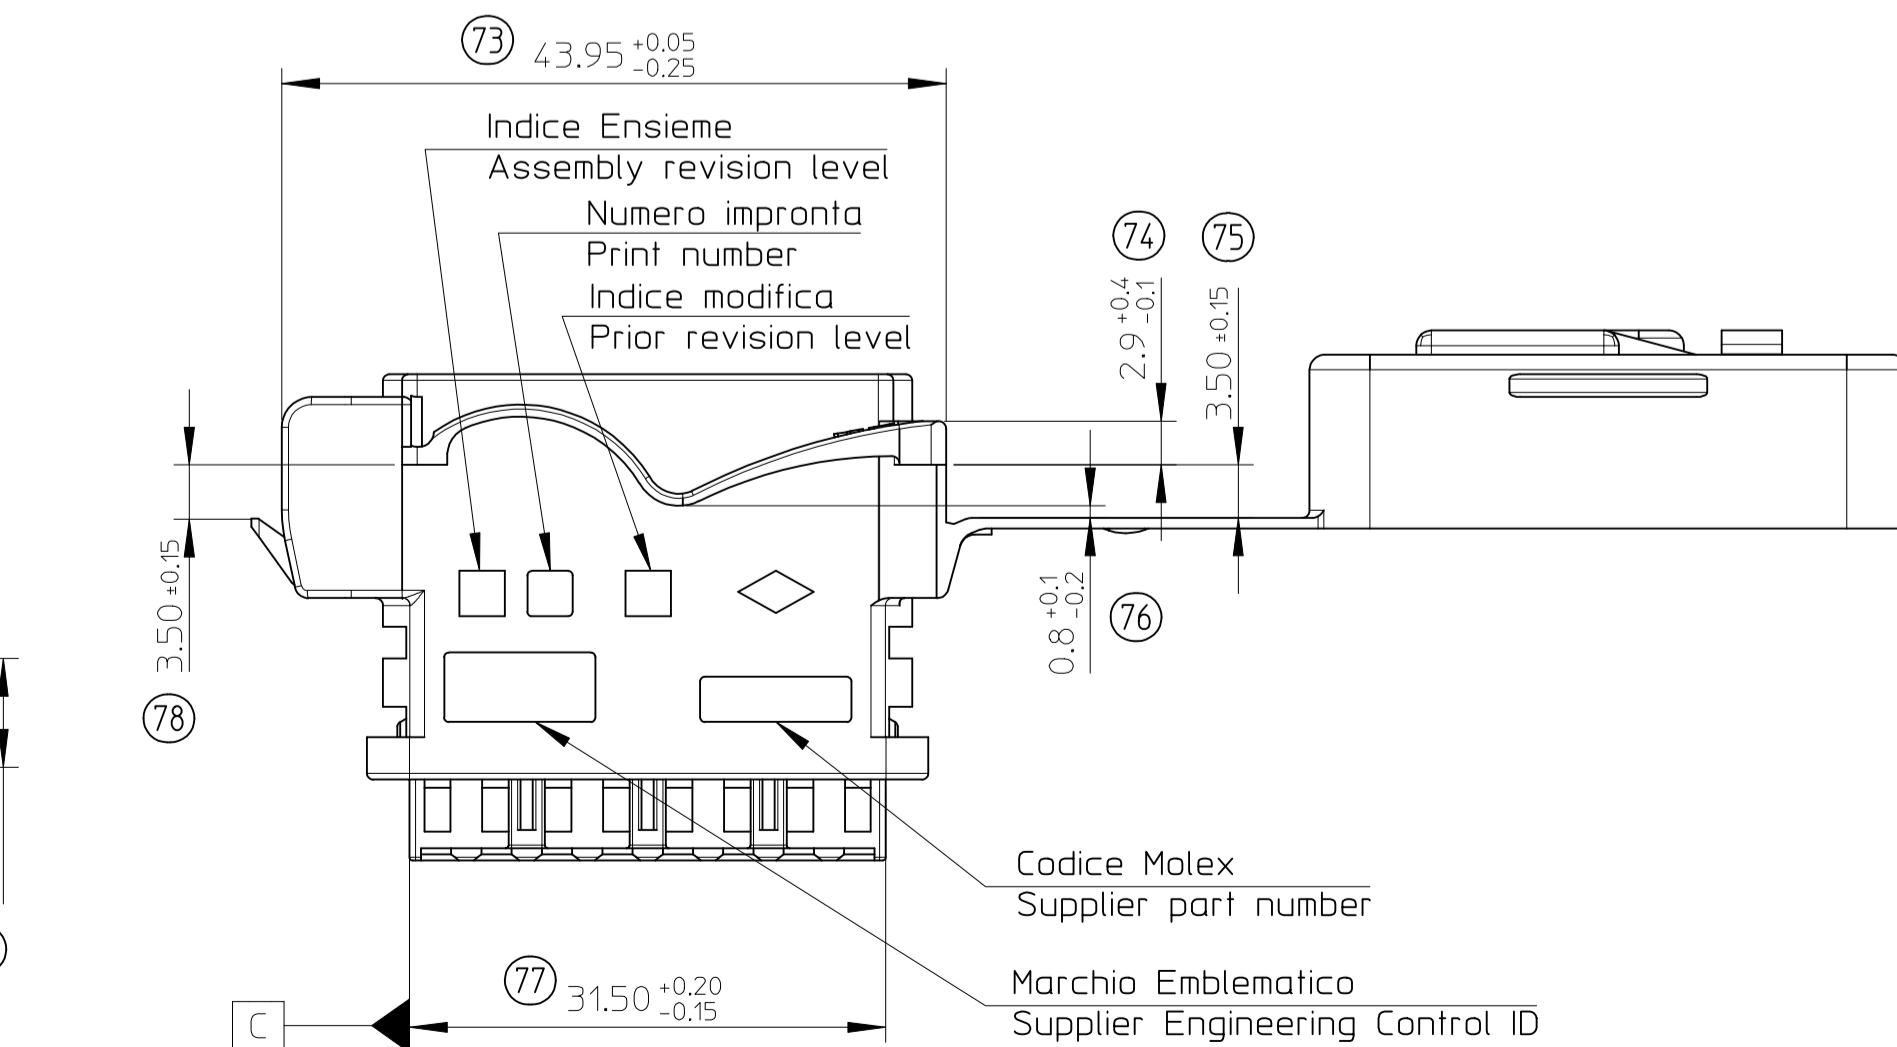 73 43.95 +0.05 -0.25
Indice Ensieme
Assembly revision level
Numero impronta
Print number
Indice modifica
Prior revision level
74
75
2.9 +0.4 -0.1
3.50 ±0.15
3.50 ±0.15
78
0.8 +0.1 -0.2
76
Codice Molex
Supplier part number
Marchio Emblematico
Supplier Engineering Control ID
77 31.50 +0.20 -0.15
C